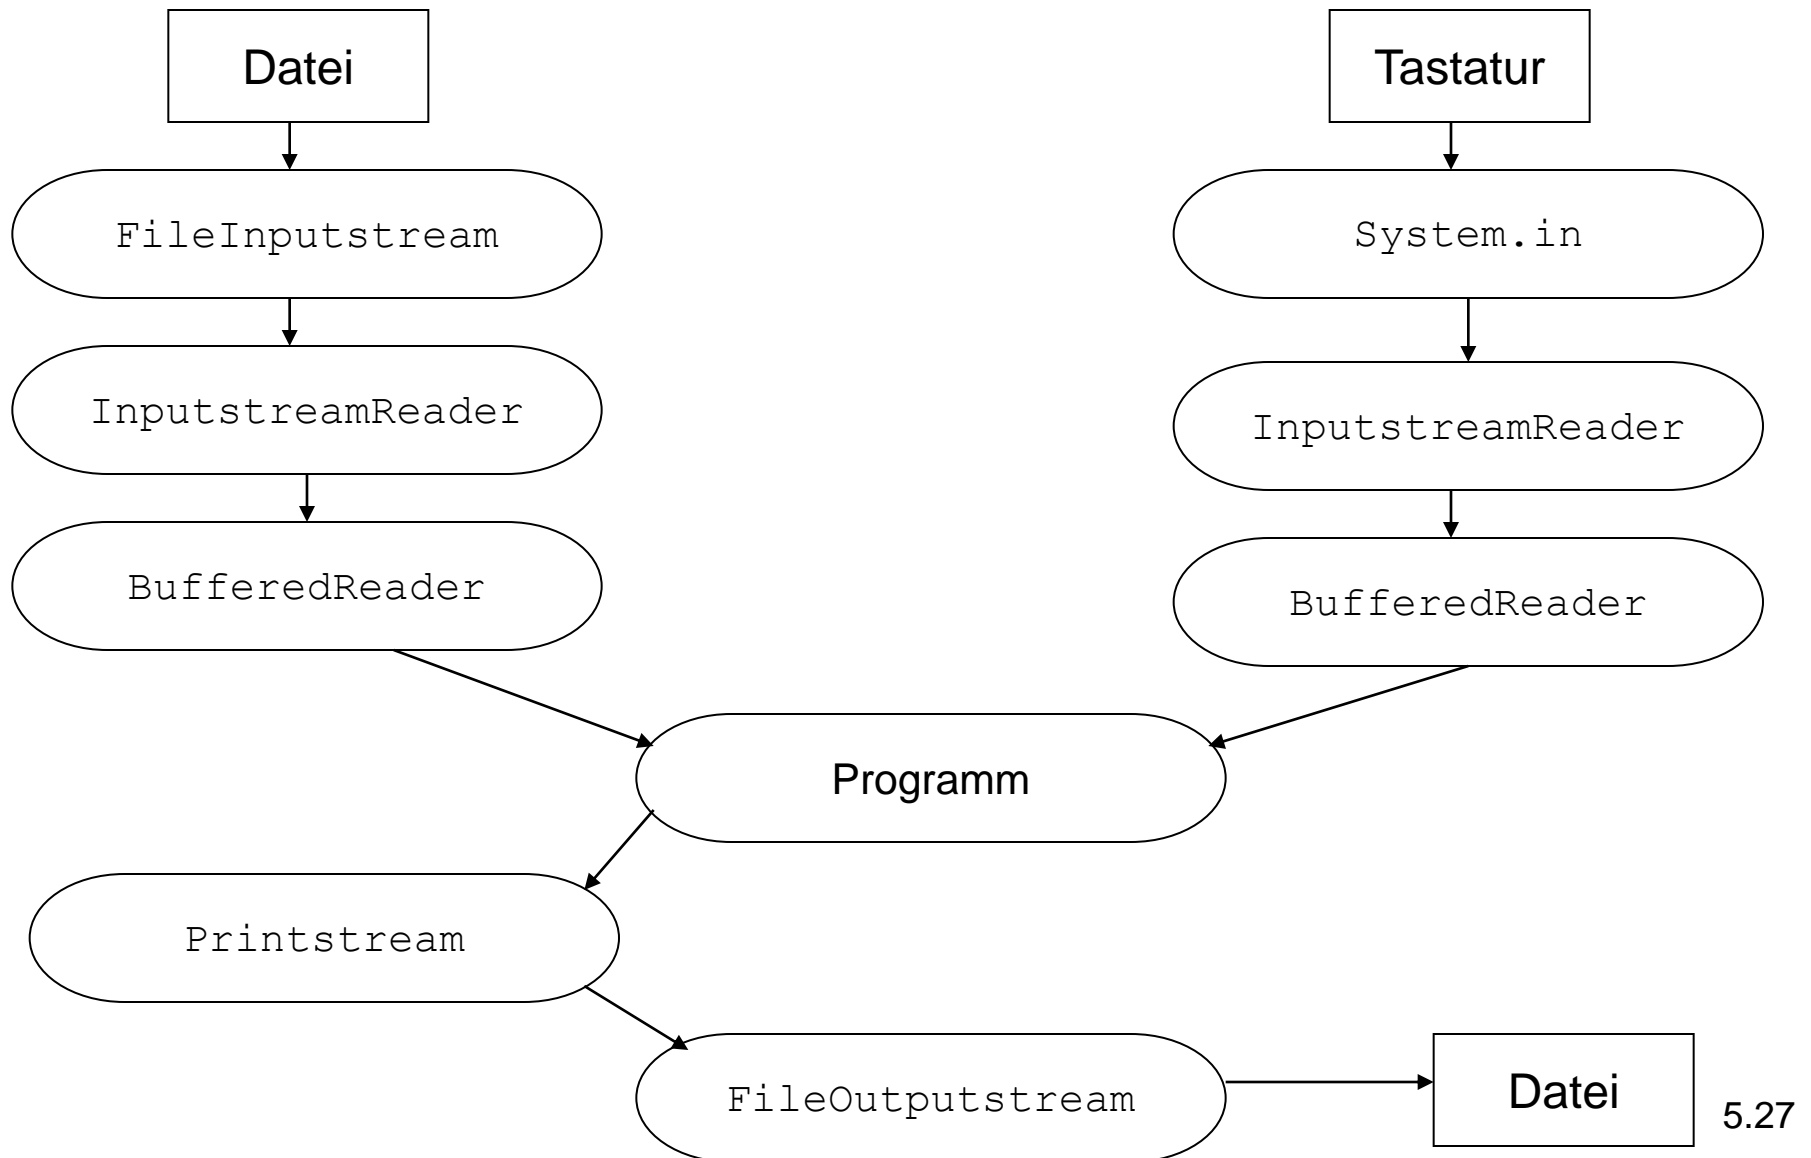 Datei
Tastatur
FileInputstream
System.in
InputstreamReader
InputstreamReader
BufferedReader
BufferedReader
Programm
Printstream
FileOutputstream
Datei
5.27